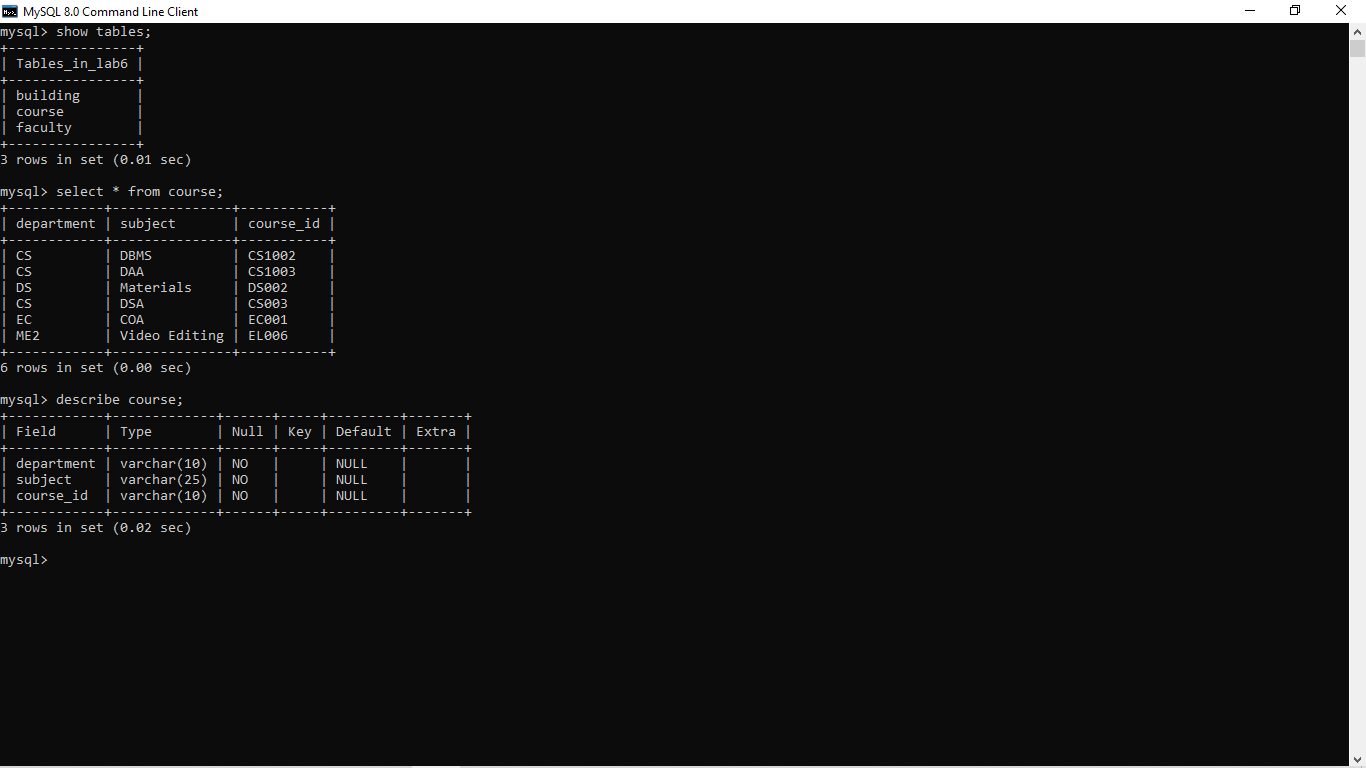 MySQL 8.0 Command Line Client
mysql> show tables;
+----------------+
| Tables_in_lab6 |
+----------------+
| building       |
| course         |
| faculty        |
+----------------+
3 rows in set (0.01 sec)

mysql> select * from course;
+------------+---------------+-----------+
| department | subject       | course_id |
+------------+---------------+-----------+
| CS         | DBMS          | CS1002    |
| CS         | DAA           | CS1003    |
| DS         | Materials     | DS002     |
| CS         | DSA           | CS003     |
| EC         | COA           | EC001     |
| ME2        | Video Editing | EL006     |
+------------+---------------+-----------+
6 rows in set (0.00 sec)

mysql> describe course;
+------------+-------------+------+-----+---------+-------+
| Field      | Type        | Null | Key | Default | Extra |
+------------+-------------+------+-----+---------+-------+
| department | varchar(10) | NO   |     | NULL    |       |
| subject    | varchar(25) | NO   |     | NULL    |       |
| course_id  | varchar(10) | NO   |     | NULL    |       |
+------------+-------------+------+-----+---------+-------+
3 rows in set (0.02 sec)

mysql>